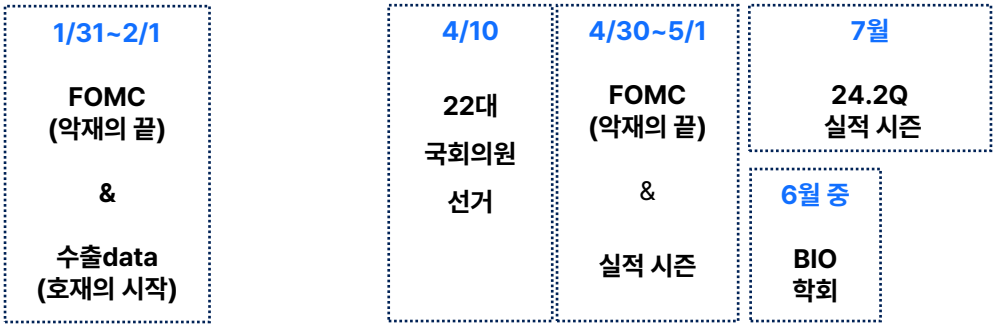 1/31~2/1
FOMC
(악재의 끝)
&
수출data
(호재의 시작)
4/10
22대
국회의원
선거
4/30~5/1
FOMC
(악재의 끝)
&
실적 시즌
7월
24.2Q
실적 시즌
6월 중
BIO
학회